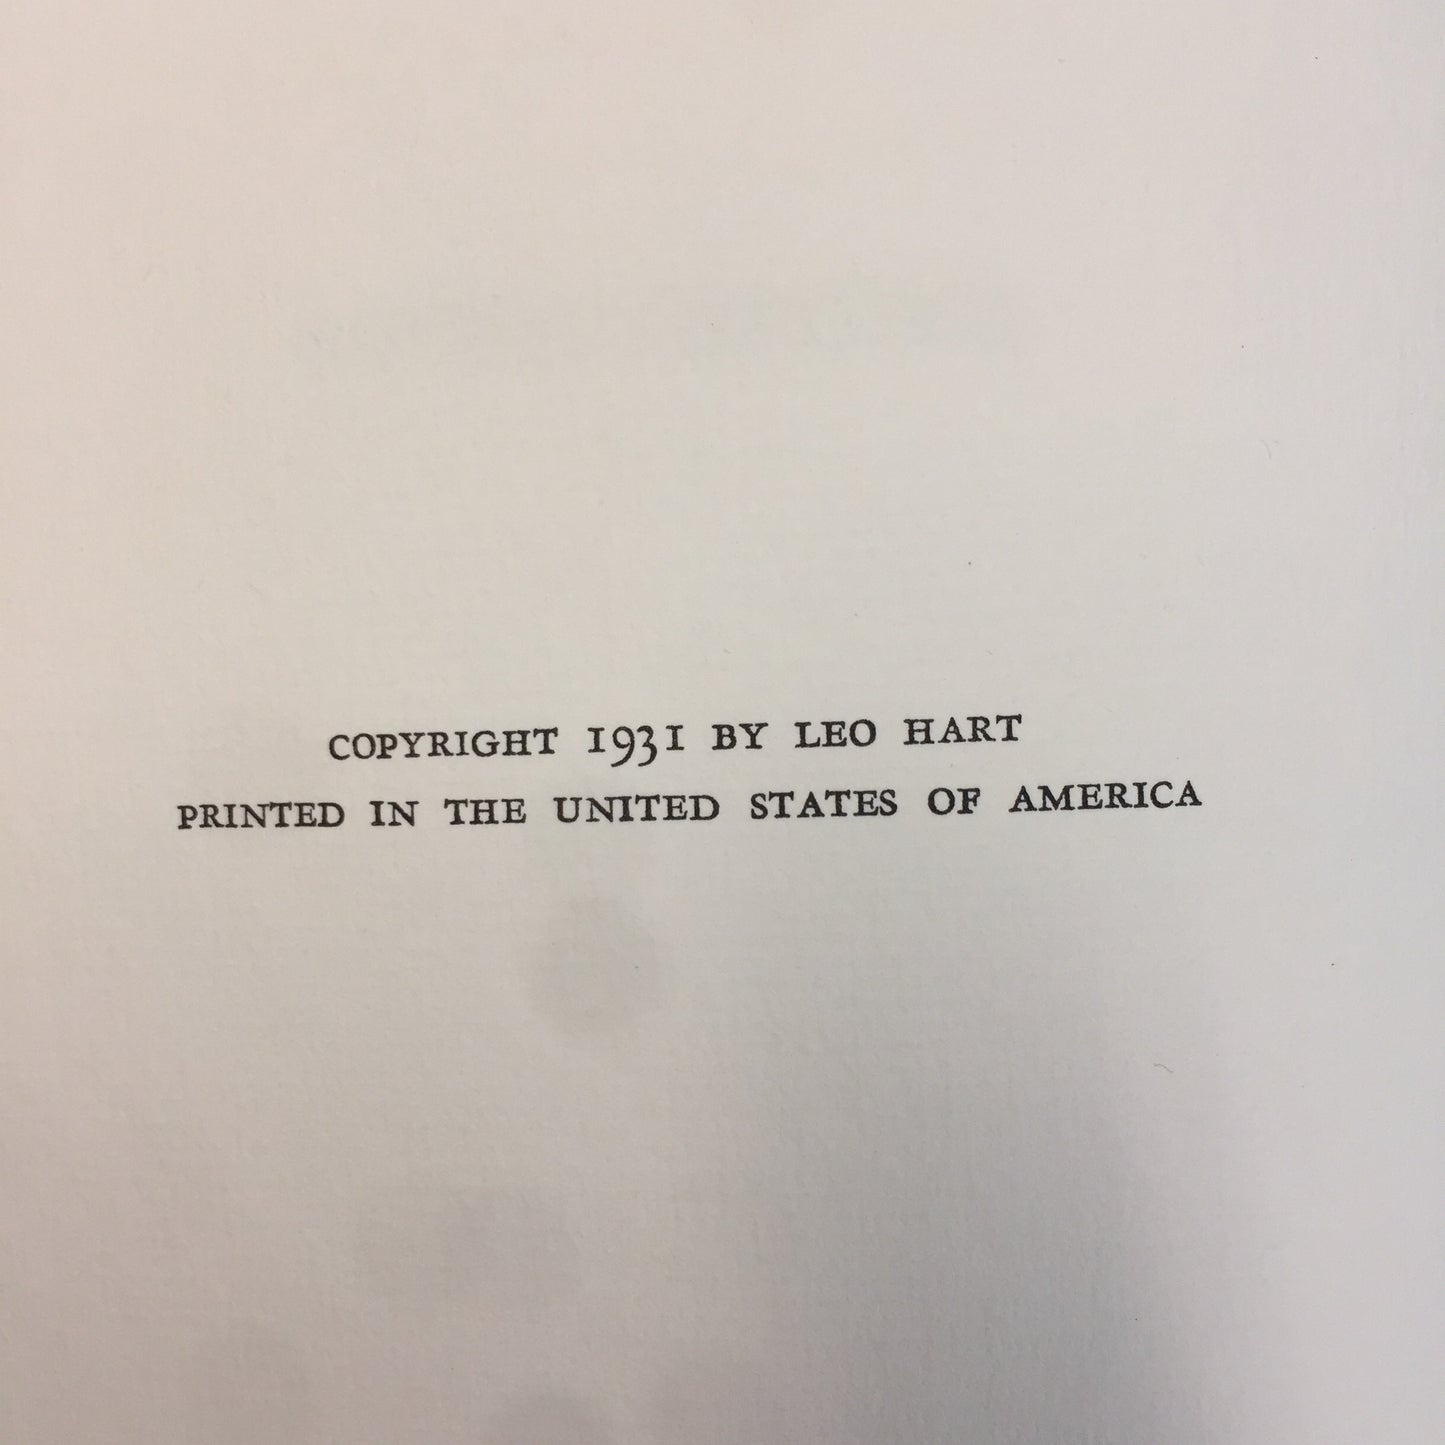 COPYRIGHT 1931 BY LEO HART
PRINTED IN THE UNITED STATES OF AMERICA